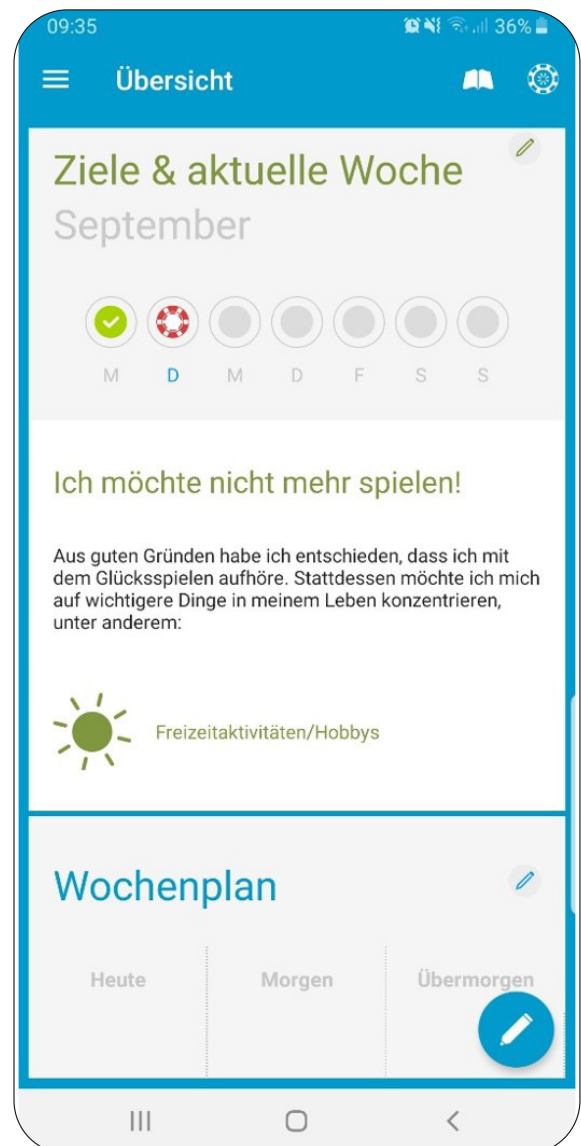 09:35 36%
Übersicht
Ziele & aktuelle Woche
September
M D M D F S S
Ich möchte nicht mehr spielen!
Aus guten Gründen habe ich entschieden, dass ich mit
dem Glücksspielen aufhöre. Stattdessen möchte ich mich
auf wichtigere Dinge in meinem Leben konzentrieren,
unter anderem:
Freizeitaktivitäten/Hobbys
Wochenplan
Heute Morgen Übermorgen